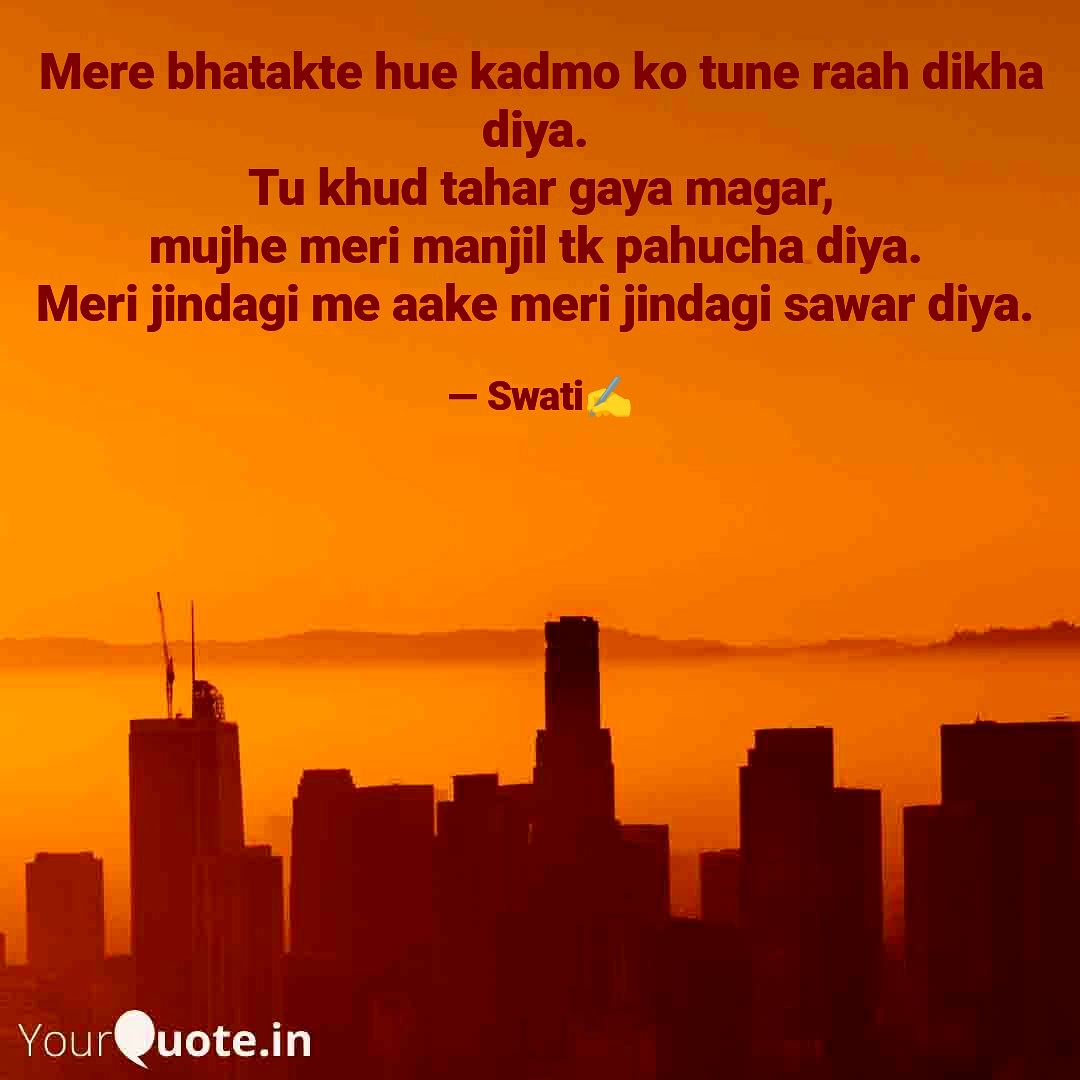 Mere bhatakte hue kadmo ko tune raah dikha
diya.
Tu khud tahar gaya magar,
mujhe meri manjil tk pahucha diya.
Meri jindagi me aake meri jindagi sawar diya.
— Swati✍️
YourQuote.in